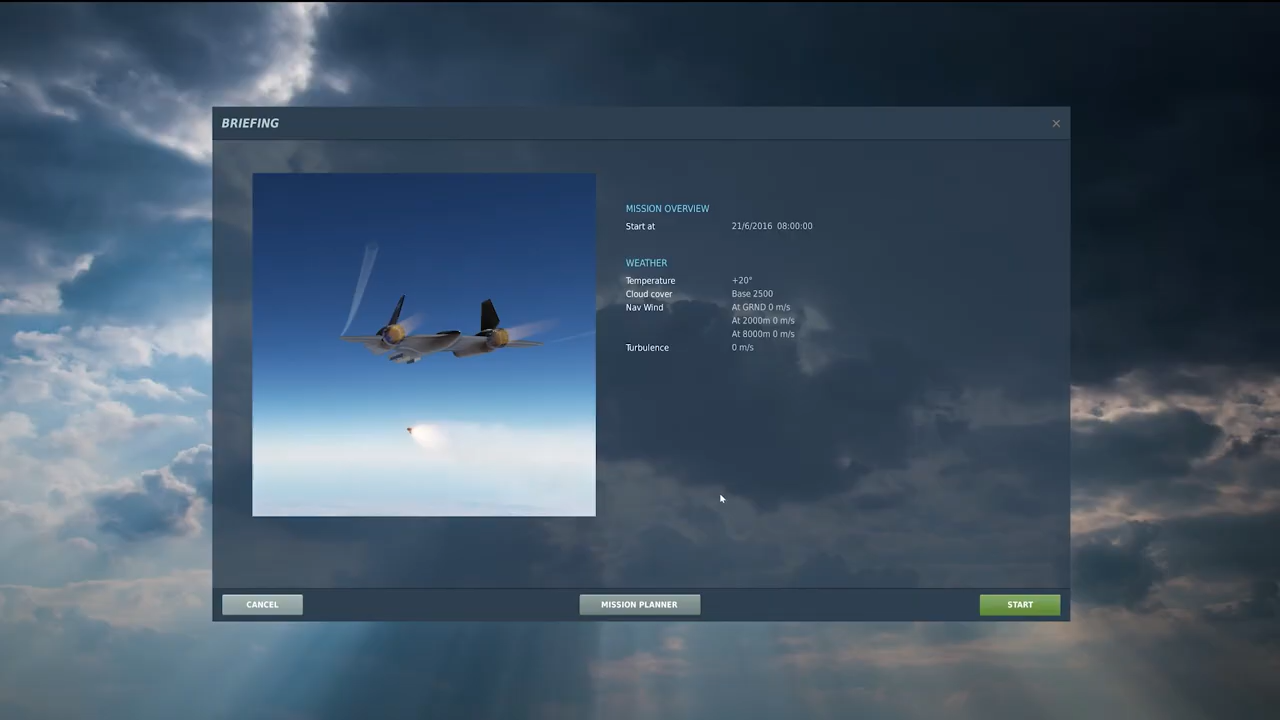 BRIEFING
MISSION OVERVIEW
Start at 21/6/2016 08:00:00
WEATHER
Temperature +20°
Cloud cover Base 2500
Nav Wind At GRND 0 m/s
At 2000m 0 m/s
At 8000m 0 m/s
Turbulence 0 m/s
CANCEL MISSION PLANNER START